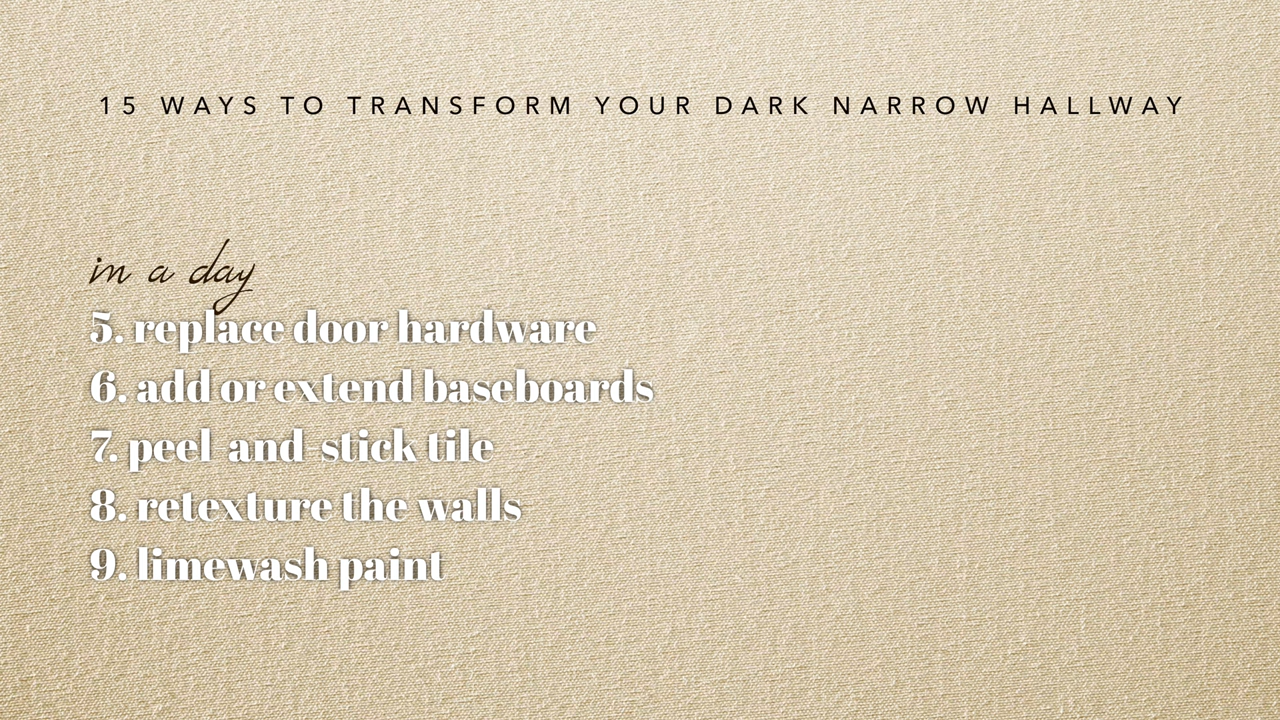 15 WAYS TO TRANSFORM YOUR DARK NARROW HALLWAY
in a day
5. replace door hardware
6. add or extend baseboards
7. peel-and-stick tile
8. retexture the walls
9. limewash paint